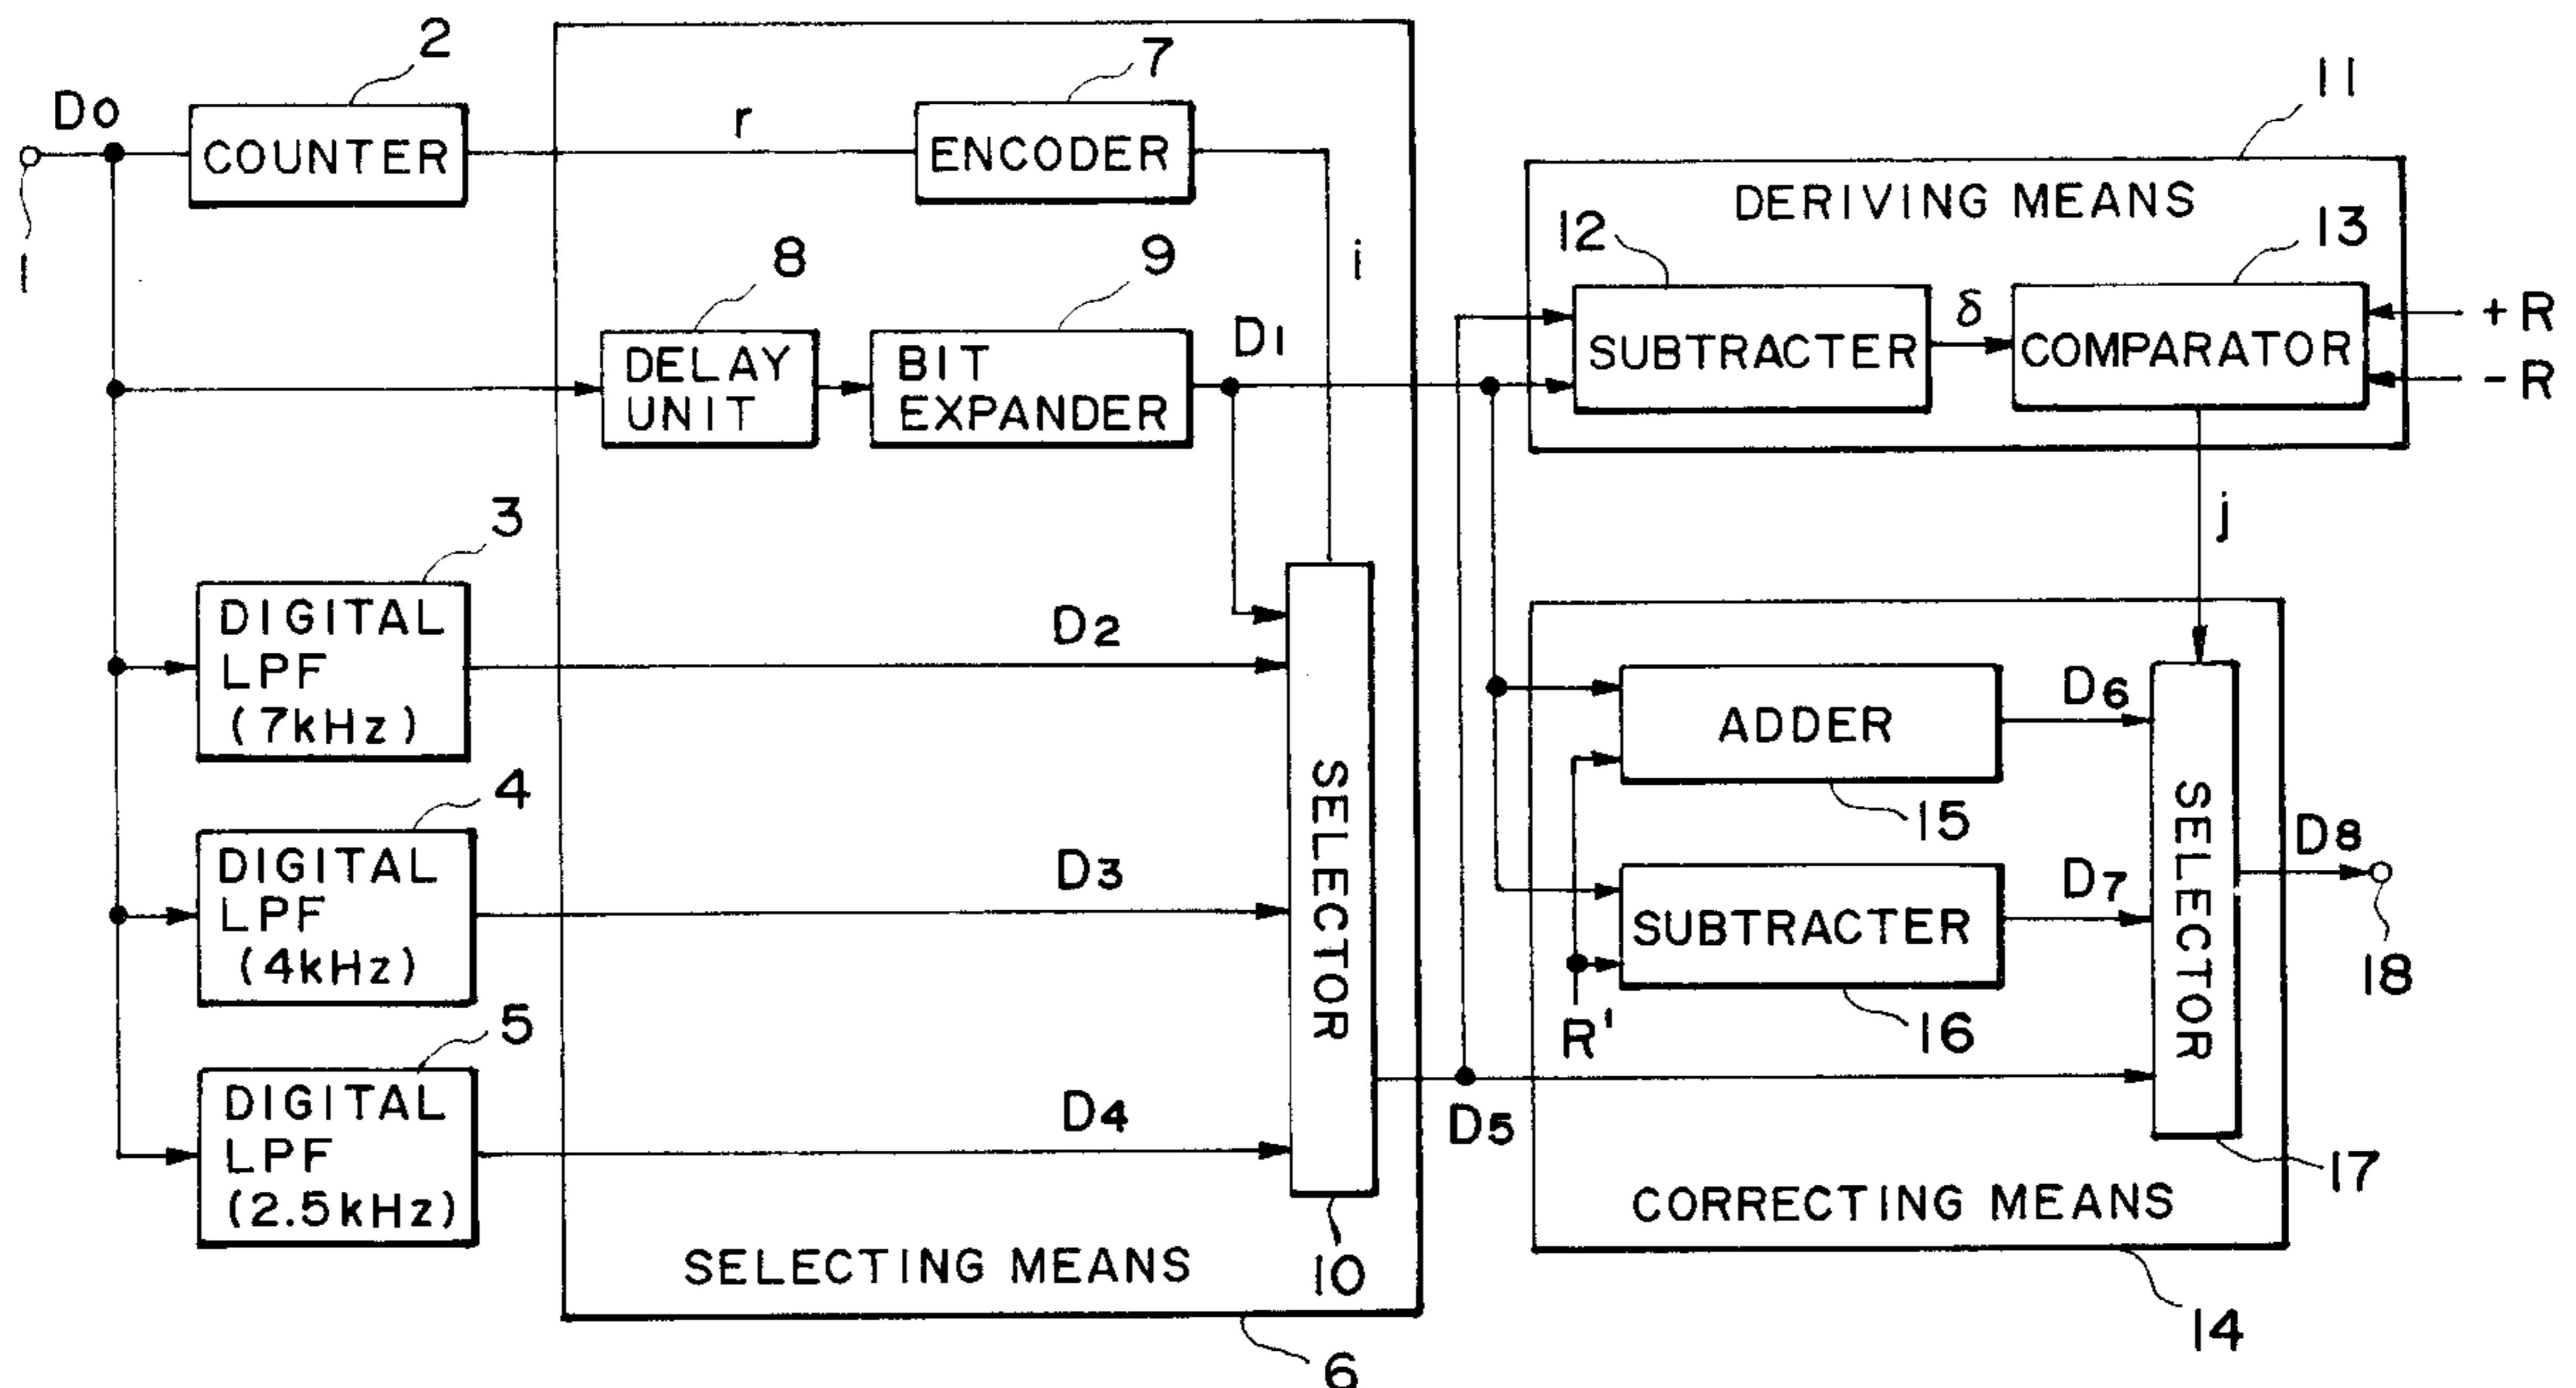 2
7
11
Do
COUNTER
r
ENCODER
DERIVING MEANS
1
8
9
i
12
13
D1
DELAY
UNIT
BIT
EXPANDER
SUBTRACTER
δ
COMPARATOR
+R
-R
3
j
DIGITAL
LPF
(7kHz)
D2
SELECTOR
ADDER
D6
15
4
DIGITAL
LPF
(4kHz)
D3
SUBTRACTER
D7
SELECTOR
D8
18
R'
16
5
DIGITAL
LPF
(2.5kHz)
D4
D5
17
CORRECTING MEANS
SELECTING MEANS
10
14
6